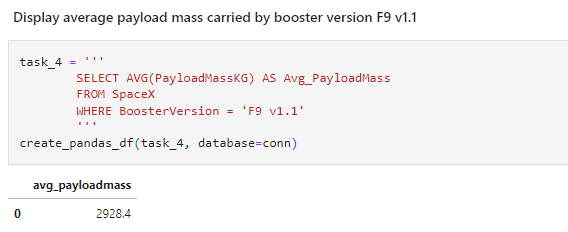 Display average payload mass carried by booster version F9 v1.1
task_4 = '''
SELECT AVG(PayloadMassKG) AS Avg_PayloadMass
FROM SpaceX
WHERE BoosterVersion = 'F9 v1.1'
'''
create_pandas_df(task_4, database=conn)
avg_payloadmass
0 2928.4